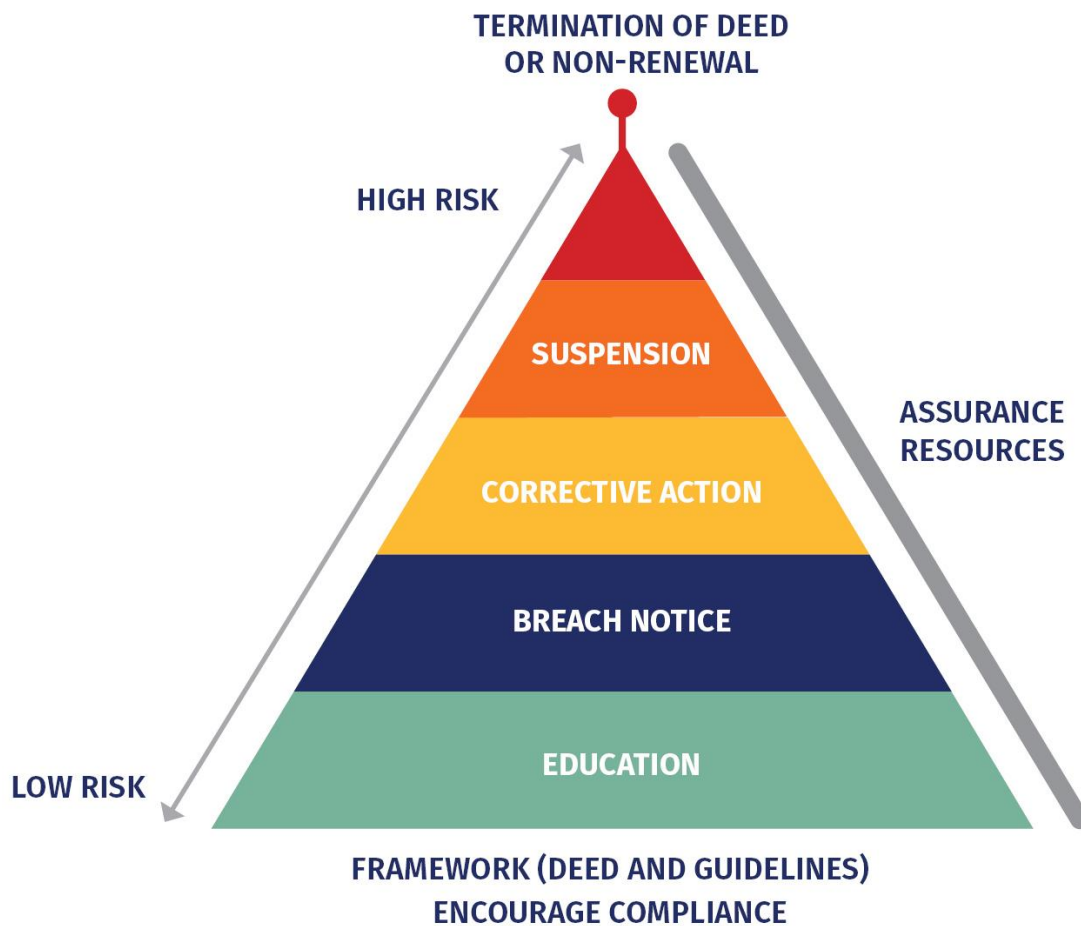 TERMINATION OF DEED
OR NON-RENEWAL
HIGH RISK
SUSPENSION
ASSURANCE
RESOURCES
CORRECTIVE ACTION
BREACH NOTICE
EDUCATION
LOW RISK
FRAMEWORK (DEED AND GUIDELINES)
ENCOURAGE COMPLIANCE